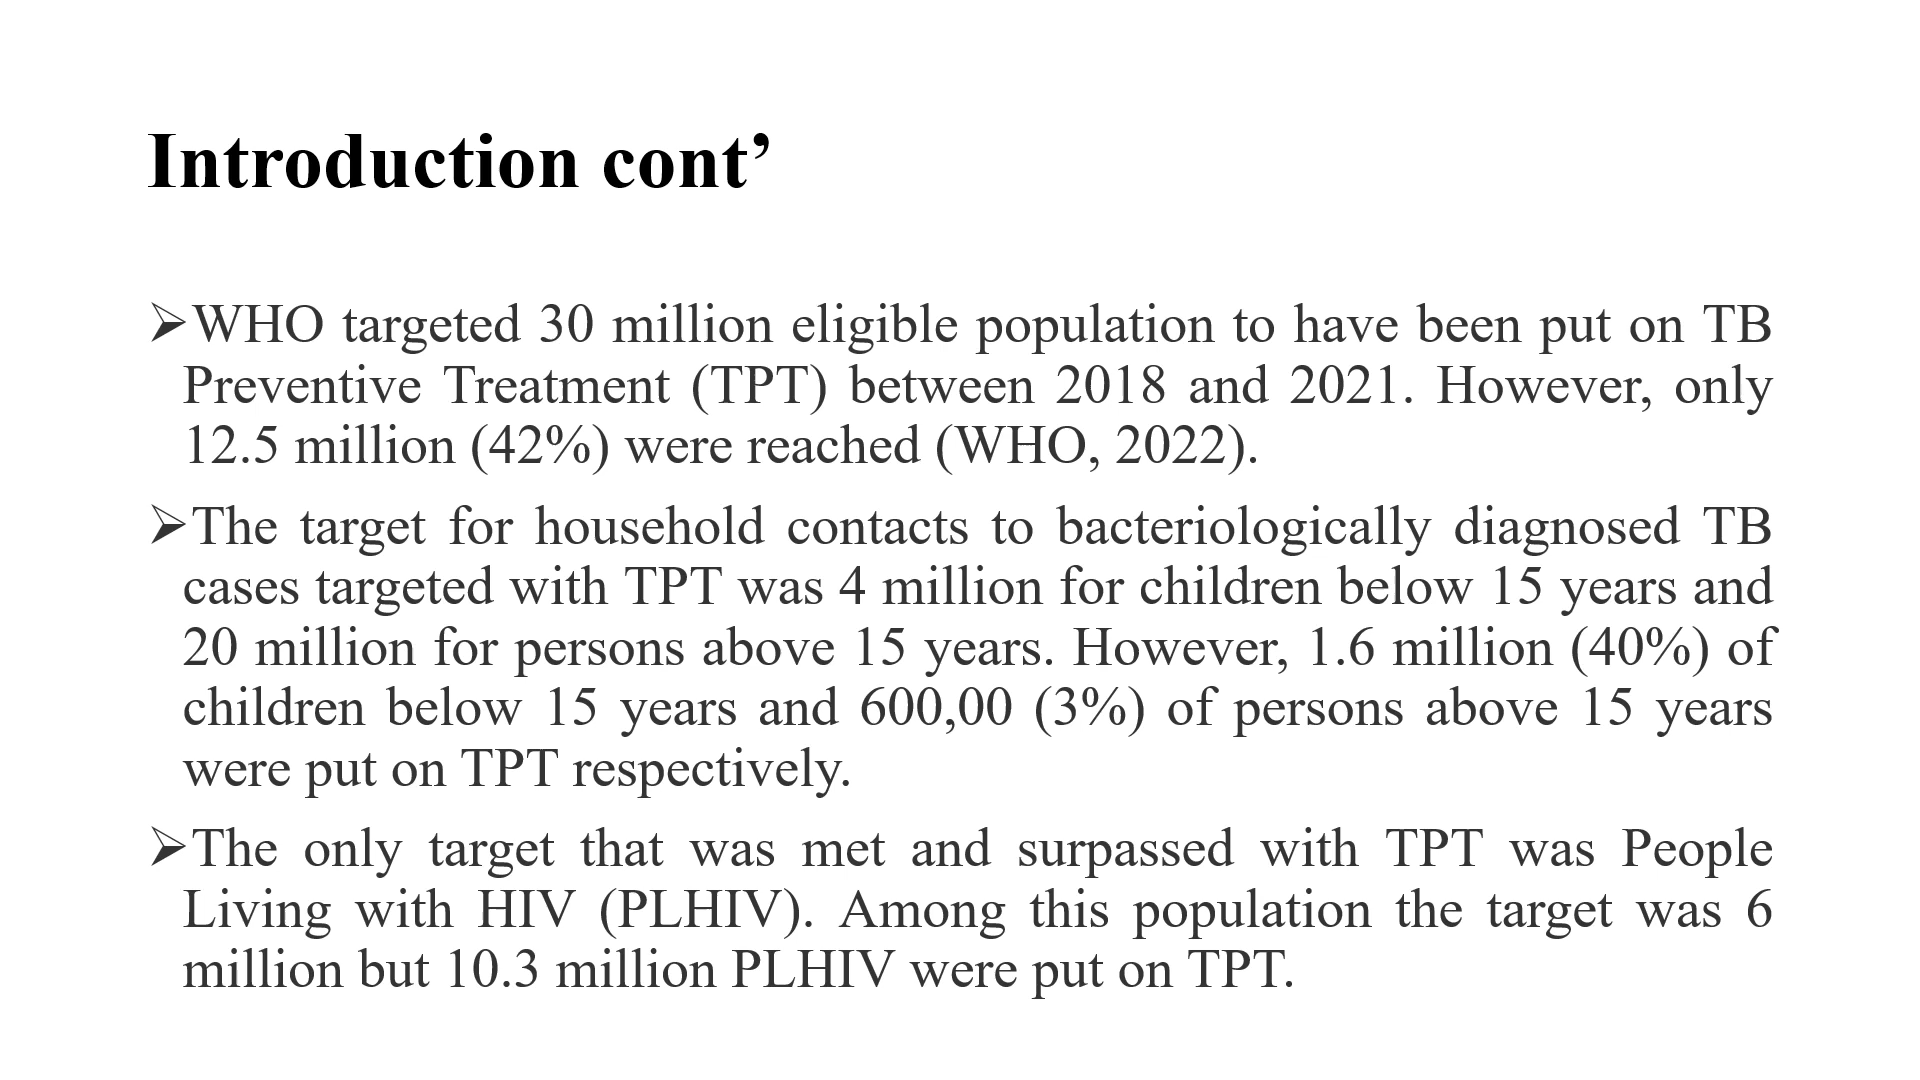 Introduction cont’
➢WHO targeted 30 million eligible population to have been put on TB
Preventive Treatment (TPT) between 2018 and 2021. However, only
12.5 million (42%) were reached (WHO, 2022).
➢The target for household contacts to bacteriologically diagnosed TB
cases targeted with TPT was 4 million for children below 15 years and
20 million for persons above 15 years. However, 1.6 million (40%) of
children below 15 years and 600,00 (3%) of persons above 15 years
were put on TPT respectively.
➢The only target that was met and surpassed with TPT was People
Living with HIV (PLHIV). Among this population the target was 6
million but 10.3 million PLHIV were put on TPT.